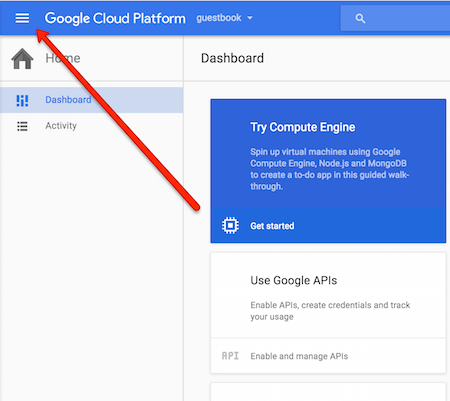 Google Cloud Platform guestbook
Home
Dashboard
Dashboard
Activity
Try Compute Engine
Spin up virtual machines using Google
Compute Engine, Node.js and MongoDB
to create a to-do app in this guided walk-
through.
Get started
Use Google APIs
Enable APIs, create credentials and track
your usage
API Enable and manage APIs